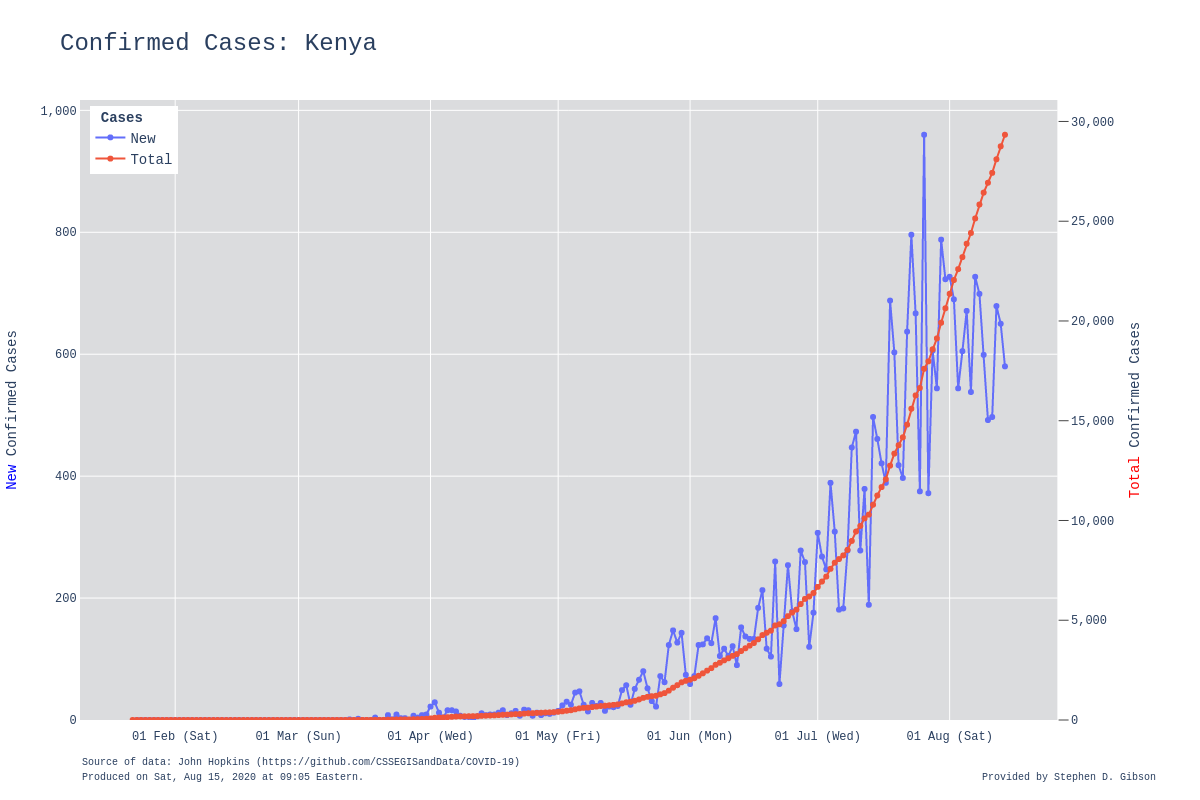 Confirmed Cases: Kenya
Cases
New
Total
1,000
800
600
400
200
0
30,000
25,000
20,000
15,000
10,000
5,000
0
New Confirmed Cases
Total Confirmed Cases
01 Feb (Sat)
01 Mar (Sun)
01 Apr (Wed)
01 May (Fri)
01 Jun (Mon)
01 Jul (Wed)
01 Aug (Sat)
Source of data: John Hopkins (https://github.com/CSSEGISandData/COVID-19)
Produced on Sat, Aug 15, 2020 at 09:05 Eastern.
Provided by Stephen D. Gibson